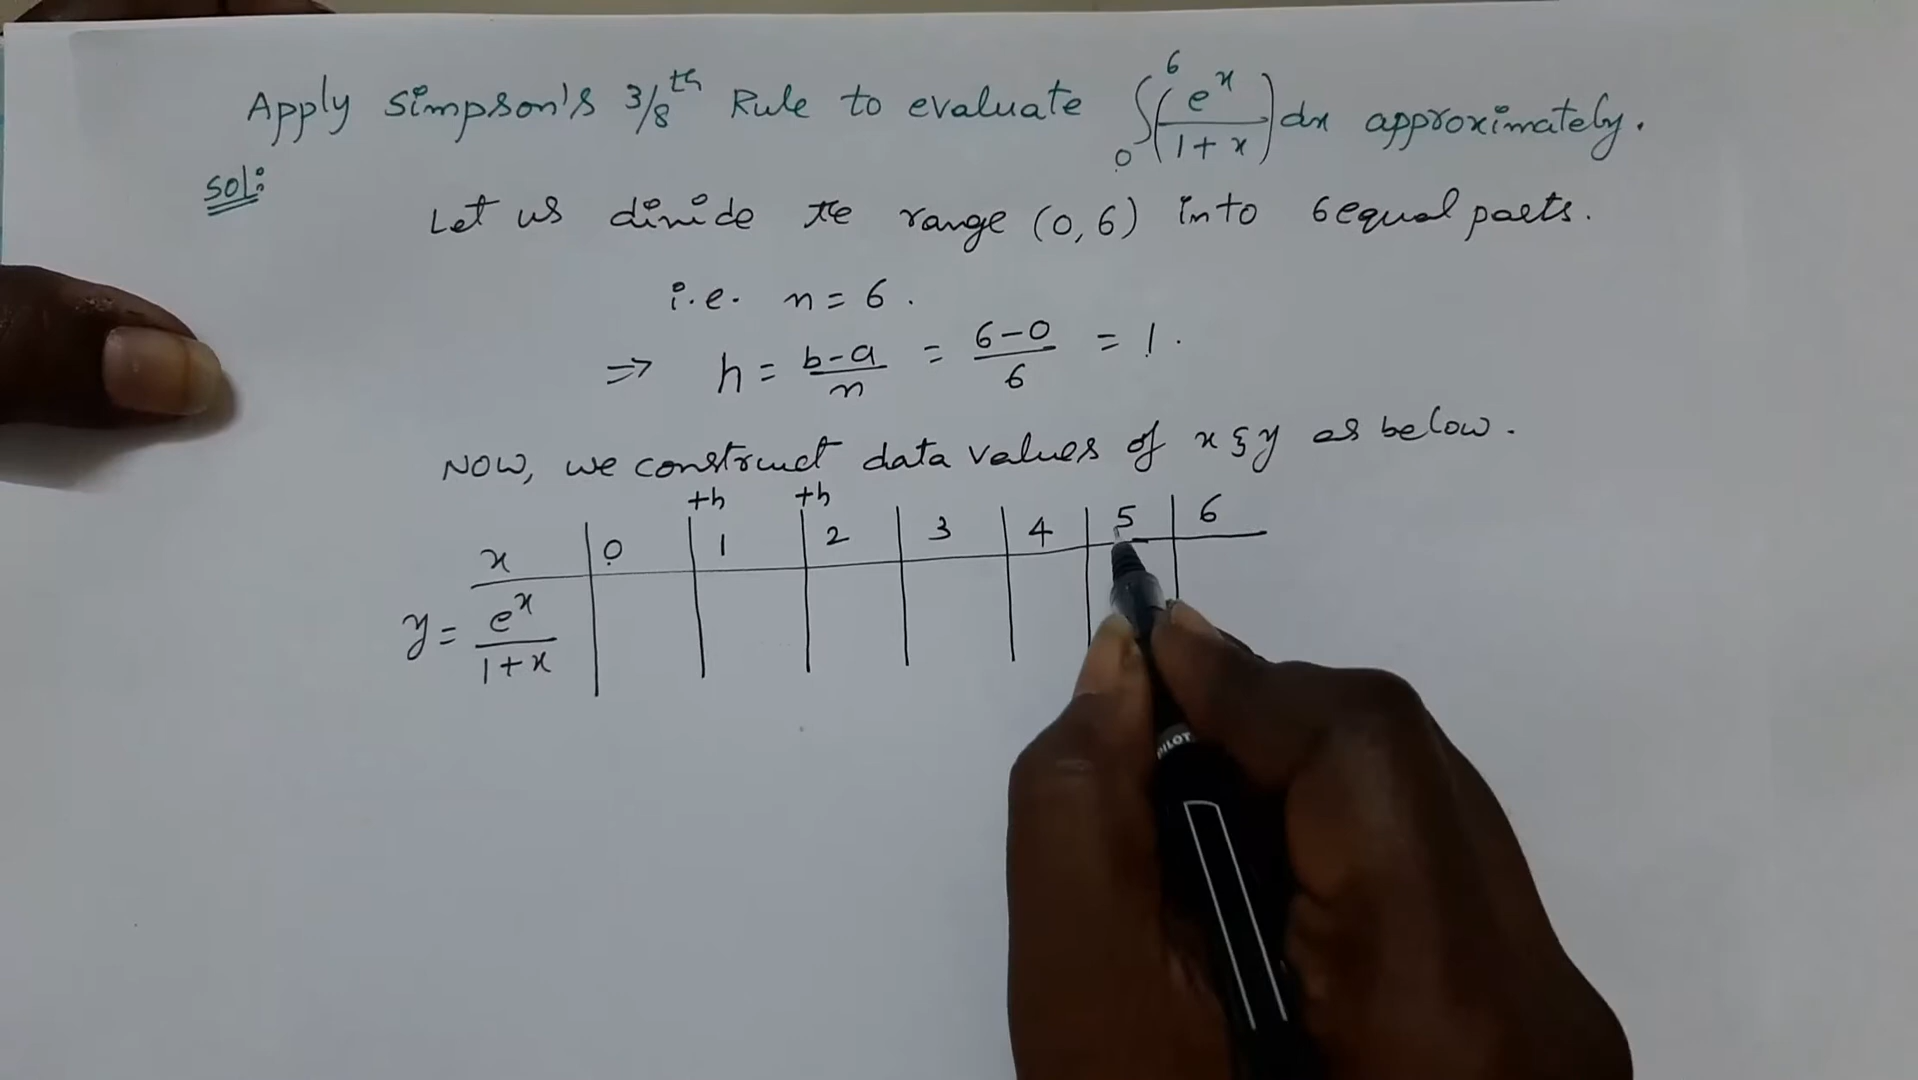 Apply Simpson's 3/8th Rule to evaluate ∫₀⁶ (eˣ/(1+x)) dx approximately.
Sol:
Let us divide the range (0, 6) into 6 equal parts.
i.e. n = 6.
=> h = (b-a)/n = (6-0)/6 = 1.
NOW, we construct data values of x & y as below.
+h +h
x | 0 | 1 | 2 | 3 | 4 | 5 | 6
y = eˣ/(1+x)
PILOT